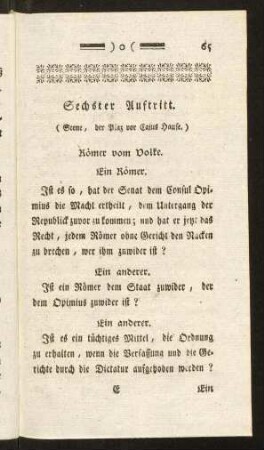 )o(
65
Sechster Auftritt.
(Scene, der Plaz vor Cajus Hause.)
Römer vom Volke.
Ein Römer.
Ist es so, hat der Senat dem Consul Opi-
mius die Macht ertheilt, dem Untergang der
Republick zuvor zu kommen; und hat er jetzt das
Recht, jedem Römer ohne Gericht den Nacken
zu brechen, wer ihm zuwider ist?
Ein anderer.
Ist ein Römer dem Staat zuwider, der
dem Opimius zuwider ist?
Ein anderer.
Ist es ein tüchtiges Mittel, die Ordnung
zu erhalten, wenn die Verfassung und die Ge-
richte durch die Dictatur aufgehoben werden?
E
Ein